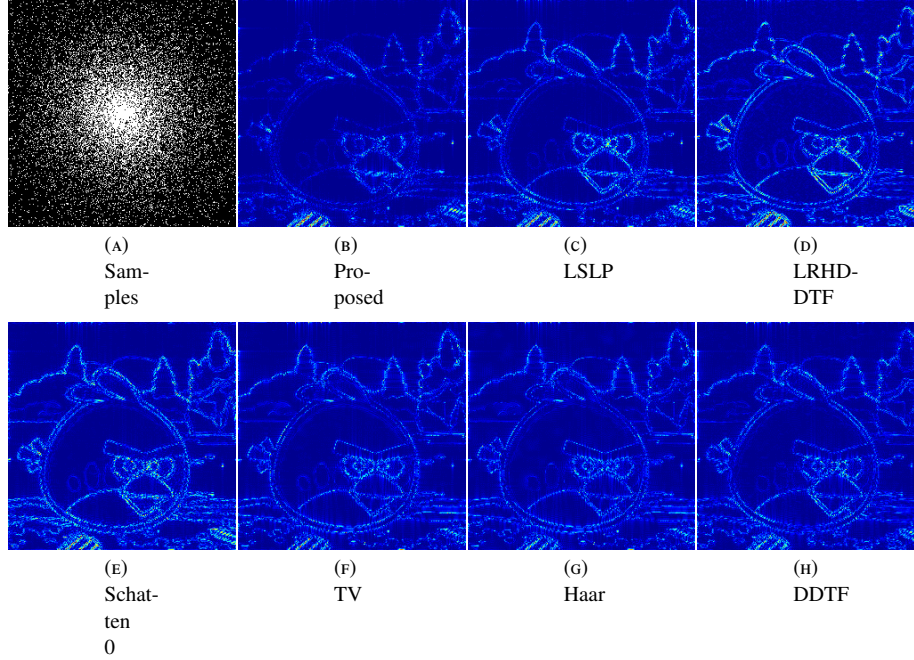 (A)
Sam-
ples
(B)
Pro-
posed
(C)
LSLP
(D)
LRHD-
DTF
(E)
Schat-
ten
0
(F)
TV
(G)
Haar
(H)
DDTF